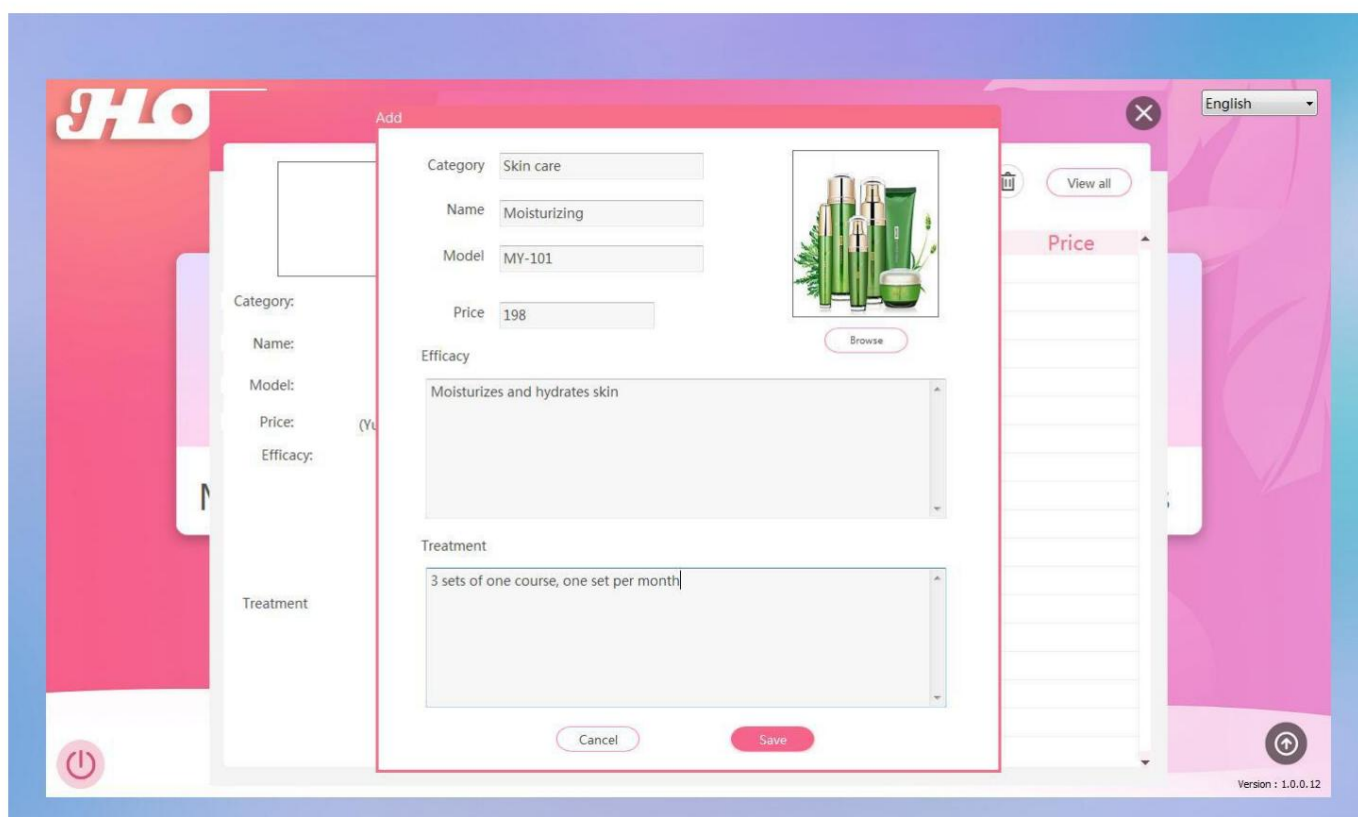 English
Add
Category Skin care
View all
Name Moisturizing
Price
Model MY-101
Category:
Price 198
Name:
Browse
Efficacy
Model:
Moisturizes and hydrates skin
Price: (Yu
Efficacy:
Treatment
3 sets of one course, one set per month
Treatment
Cancel Save
Version : 1.0.0.12